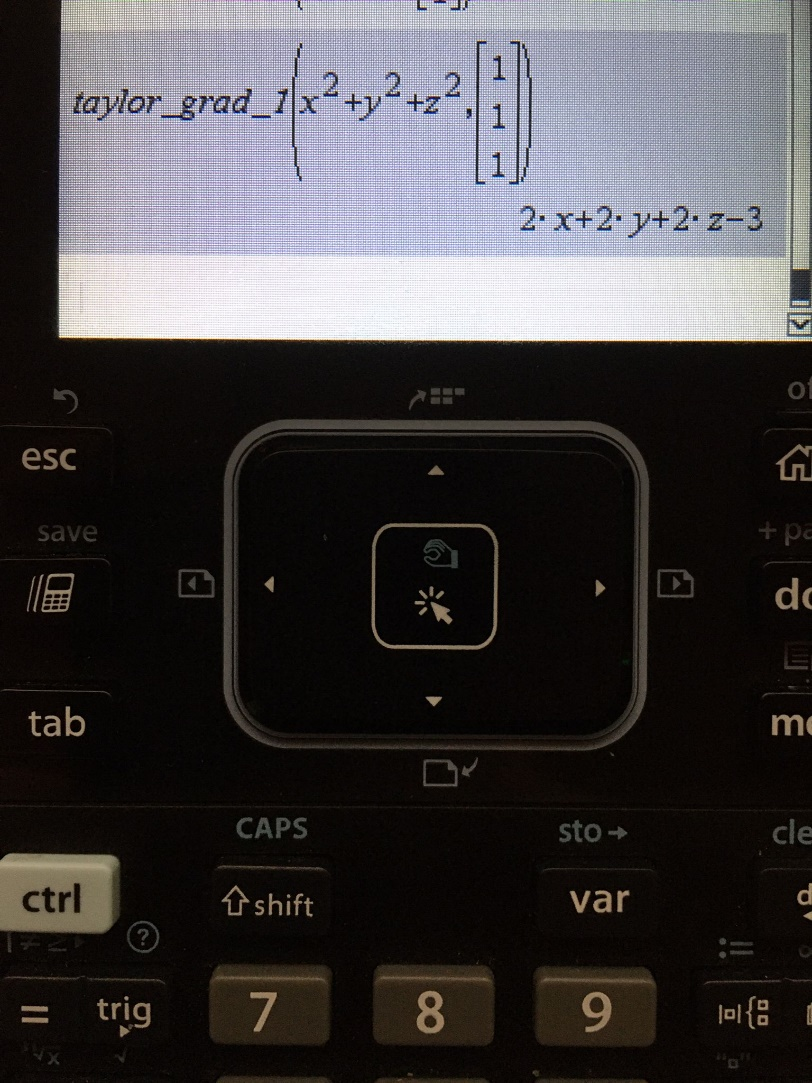 taylor_grad_1(x²+y²+z²,[1
1
1])
2·x+2·y+2·z−3
esc
save
+
tab
CAPS
sto→
ctrl
shift
var
?
=
trig
7
8
9